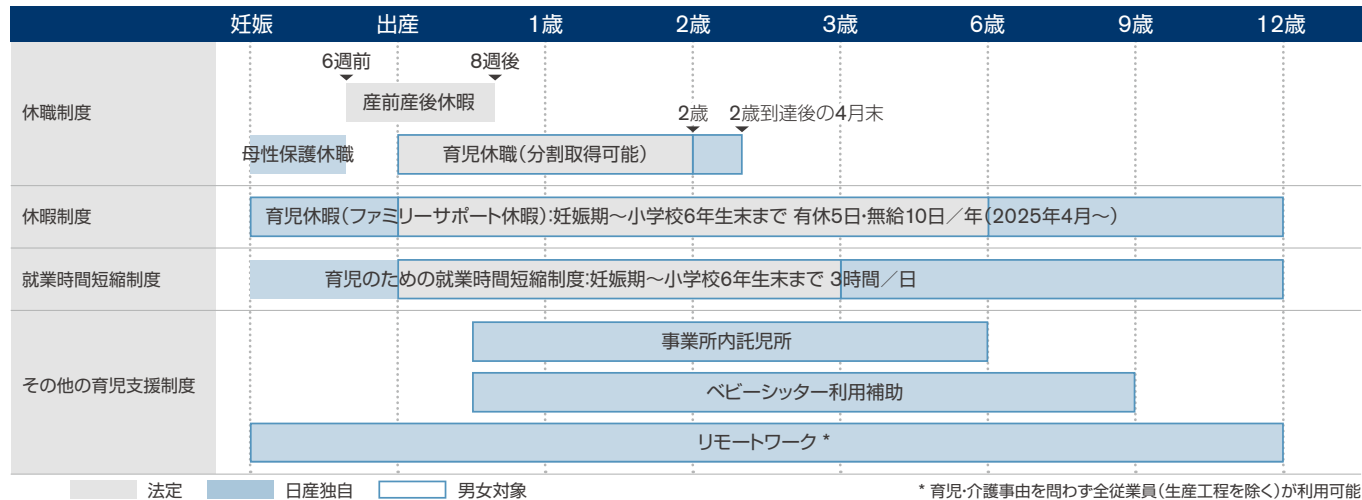 妊娠 出産 1歳 2歳 3歳 6歳 9歳 12歳
6週前 8週後
産前産後休暇
休職制度
2歳 2歳到達後の4月末
母性保護休職 育児休職(分割取得可能)
休暇制度 育児休暇(ファミリーサポート休暇):妊娠期～小学校6年生末まで 有休5日・無給10日／年(2025年4月～)
就業時間短縮制度 育児のための就業時間短縮制度:妊娠期～小学校6年生末まで 3時間／日
事業所内託児所
その他の育児支援制度 ベビーシッター利用補助
リモートワーク *
法定 日産独自 男女対象 * 育児・介護事由を問わず全従業員(生産工程を除く)が利用可能